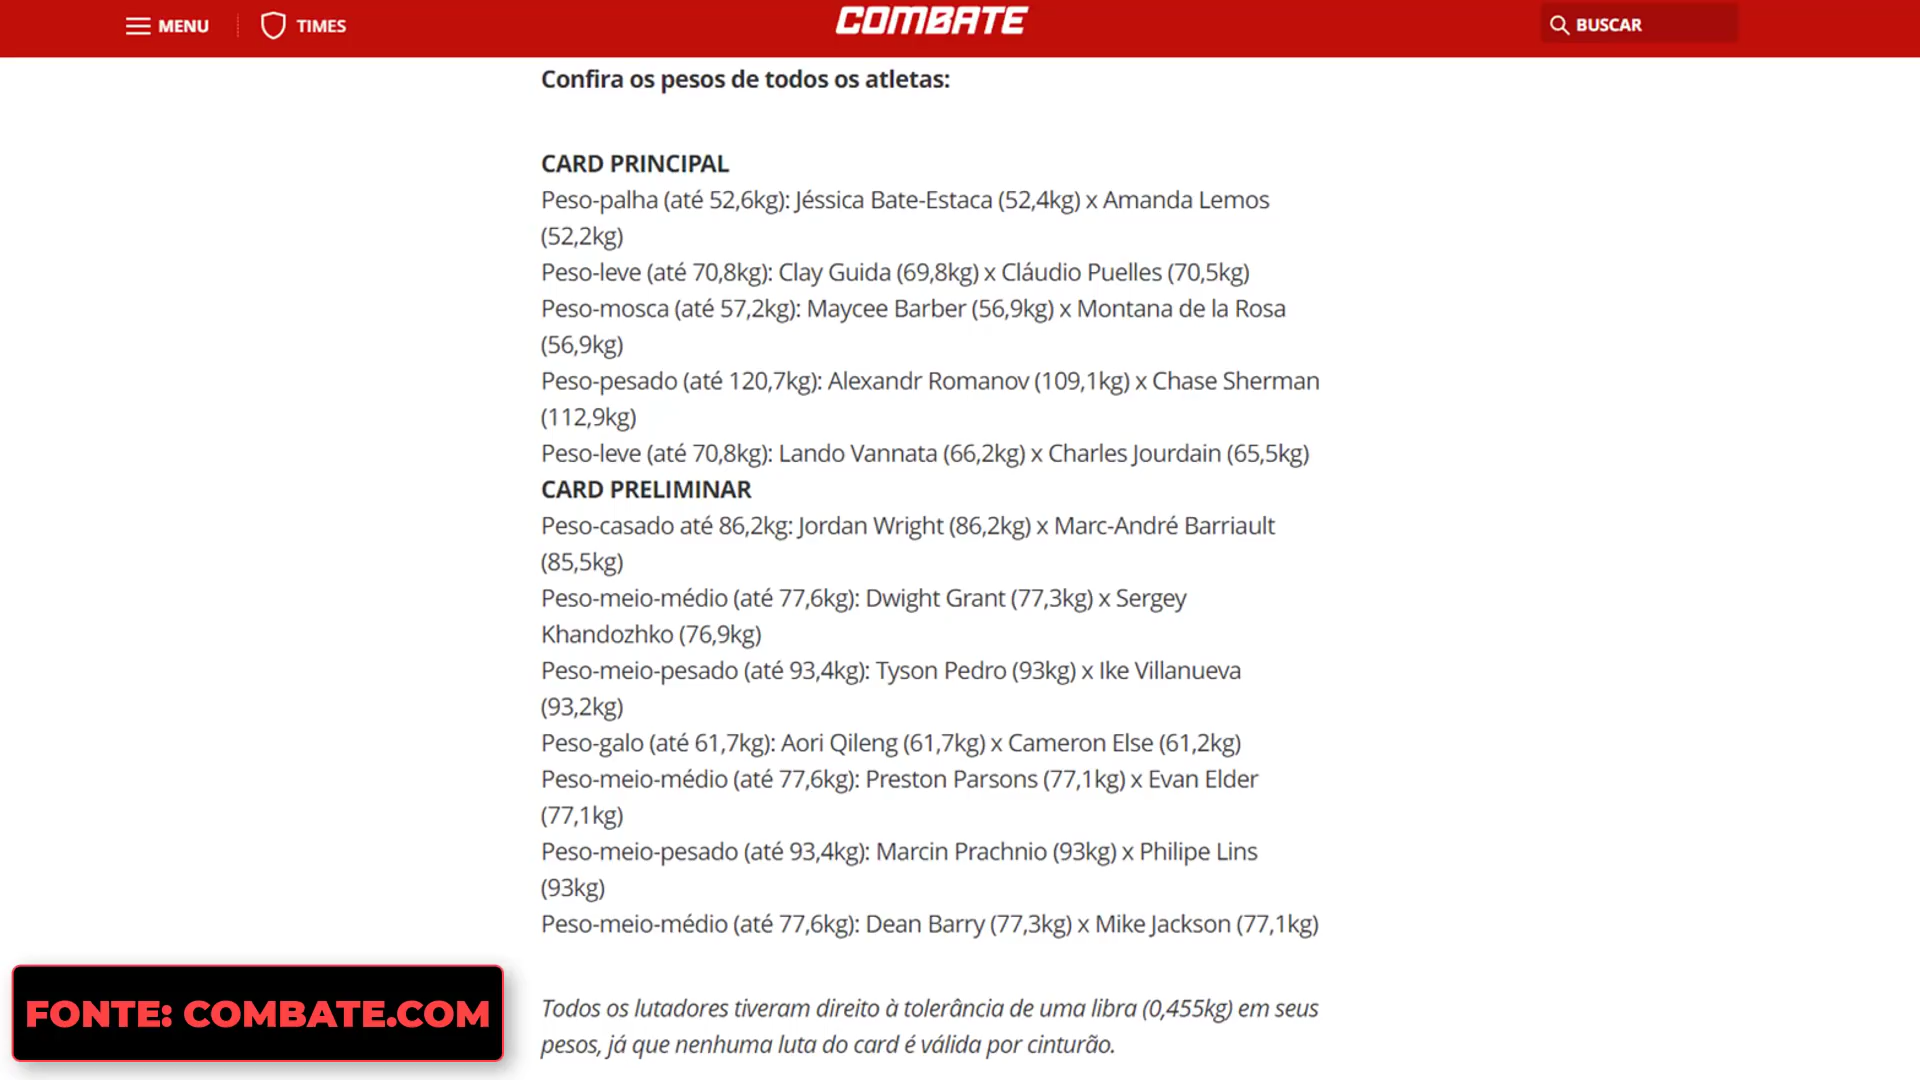 MENU
TIMES
COMBATE
BUSCAR
Confira os pesos de todos os atletas:
CARD PRINCIPAL
Peso-palha (até 52,6kg): Jéssica Bate-Estaca (52,4kg) x Amanda Lemos
(52,2kg)
Peso-leve (até 70,8kg): Clay Guida (69,8kg) x Cláudio Puelles (70,5kg)
Peso-mosca (até 57,2kg): Maycee Barber (56,9kg) x Montana de la Rosa
(56,9kg)
Peso-pesado (até 120,7kg): Alexandr Romanov (109,1kg) x Chase Sherman
(112,9kg)
Peso-leve (até 70,8kg): Lando Vannata (66,2kg) x Charles Jourdain (65,5kg)
CARD PRELIMINAR
Peso-casado até 86,2kg: Jordan Wright (86,2kg) x Marc-André Barriault
(85,5kg)
Peso-meio-médio (até 77,6kg): Dwight Grant (77,3kg) x Sergey
Khandozhko (76,9kg)
Peso-meio-pesado (até 93,4kg): Tyson Pedro (93kg) x Ike Villanueva
(93,2kg)
Peso-galo (até 61,7kg): Aori Qileng (61,7kg) x Cameron Else (61,2kg)
Peso-meio-médio (até 77,6kg): Preston Parsons (77,1kg) x Evan Elder
(77,1kg)
Peso-meio-pesado (até 93,4kg): Marcin Prachnio (93kg) x Philipe Lins
(93kg)
Peso-meio-médio (até 77,6kg): Dean Barry (77,3kg) x Mike Jackson (77,1kg)
Todos os lutadores tiveram direito à tolerância de uma libra (0,455kg) em seus
pesos, já que nenhuma luta do card é válida por cinturão.
FONTE: COMBATE.COM